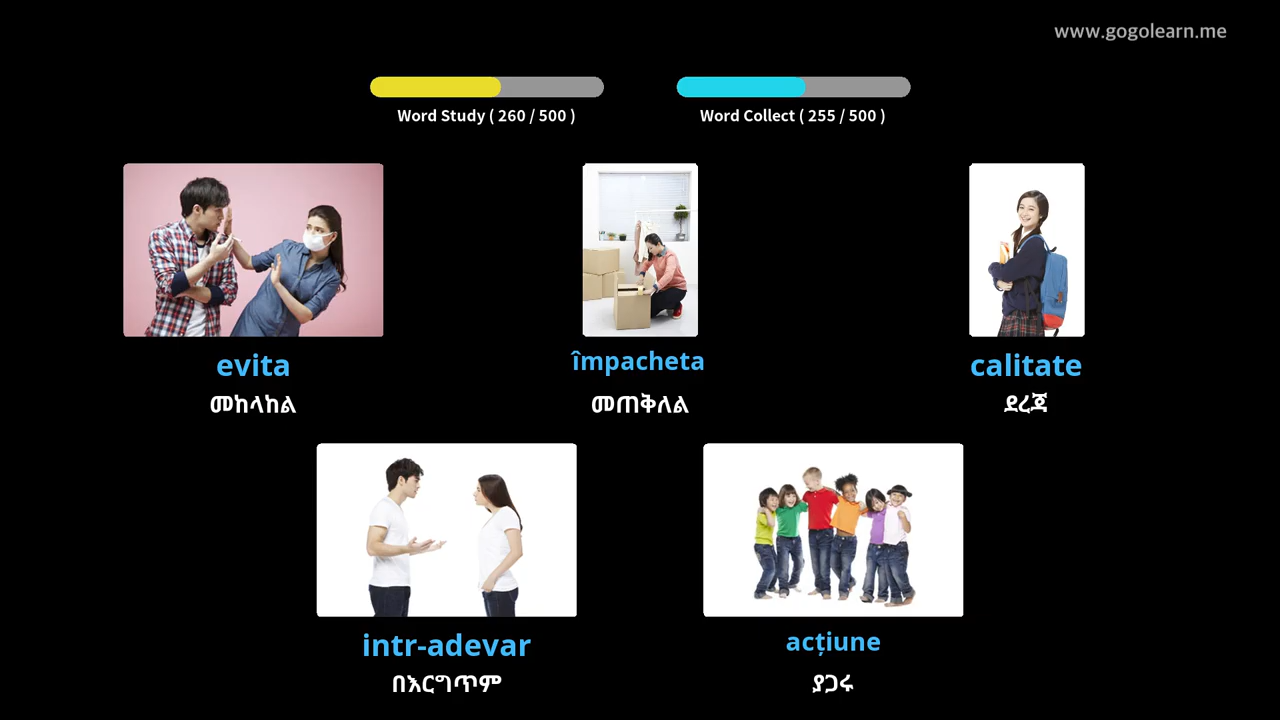 www.gogolearn.me
Word Study ( 260 / 500 )
Word Collect ( 255 / 500 )
evita
መከላከል
împacheta
መጠቅለል
calitate
ደረጃ
intr-adevar
በእርግጥም
acțiune
ያጋሩ